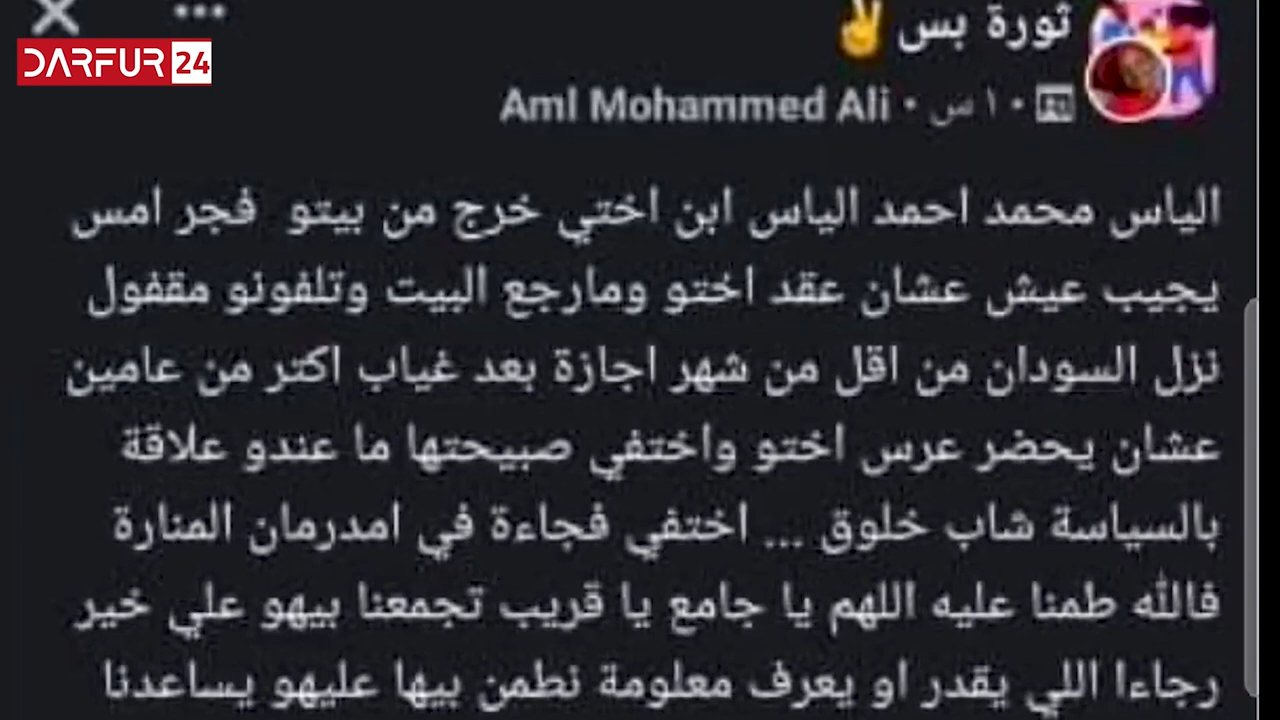 DARFUR 24
ثورة بس ✌
Aml Mohammed Ali • ١ س •
الياس محمد احمد الياس ابن اختي خرج من بيتو فجر امس
يجيب عيش عشان عقد اختو ومارجع البيت وتلفونو مقفول
نزل السودان من اقل من شهر اجازة بعد غياب اكتر من عامين
عشان يحضر عرس اختو واختفي صبيحتها ما عندو علاقة
بالسياسة شاب خلوق ... اختفي فجاءة في امدرمان المنارة
فالله طمنا عليه اللهم يا جامع يا قريب تجمعنا بيهو علي خير
رجاءا اللي يقدر او يعرف معلومة نطمن بيها عليهو يساعدنا